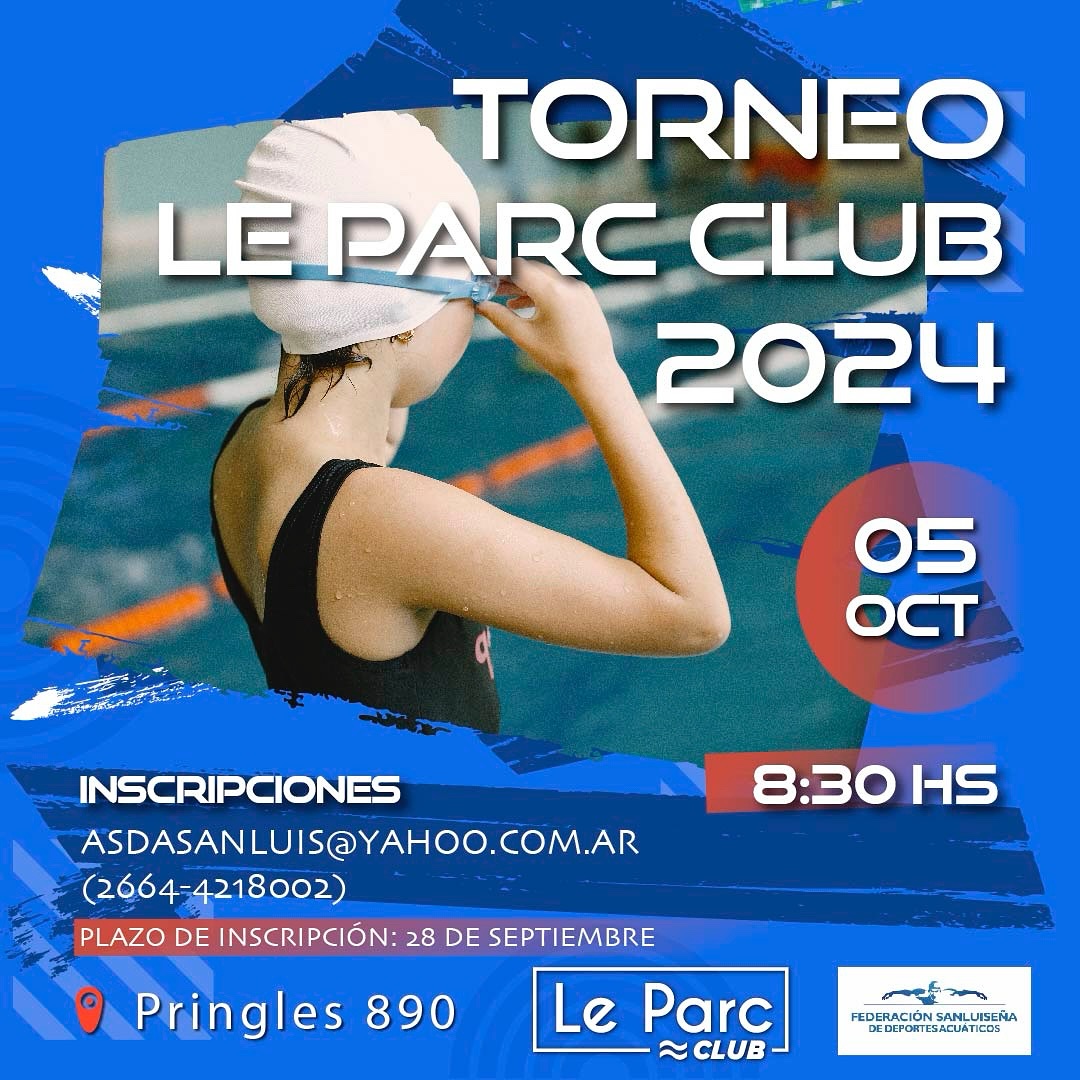 TORNEO
LE PARC CLUB
2024
05
OCT
8:30 HS
INSCRIPCIONES
ASDASANLUIS@YAHOO.COM.AR
(2664-4218002)
PLAZO DE INSCRIPCIÓN: 28 DE SEPTIEMBRE
Pringles 890
Le Parc
CLUB
FEDERACIÓN SANLUISEÑA
DE DEPORTES ACUÁTICOS